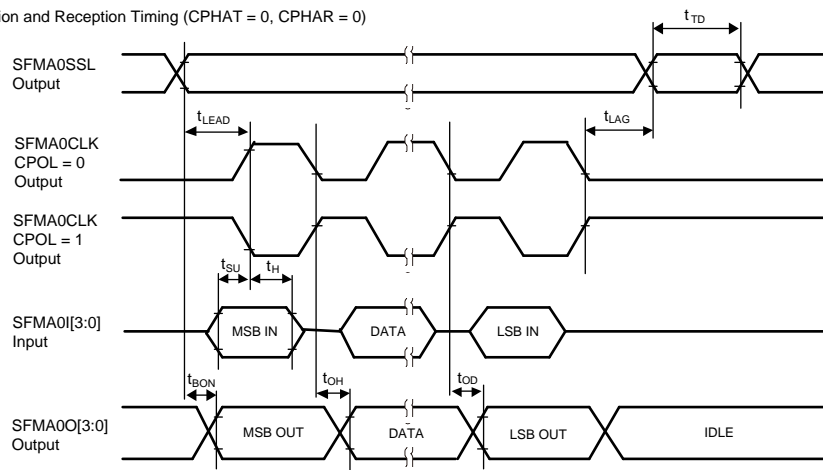 ion and Reception Timing (CPHAT = 0, CPHAR = 0)
tTD
SFMA0SSL
Output
tLEAD
tLAG
SFMA0CLK
CPOL = 0
Output
SFMA0CLK
CPOL = 1
Output
tSU
tH
SFMA0I[3:0]
Input
MSB IN
DATA
LSB IN
tBON
tOH
tOD
SFMA0O[3:0]
Output
MSB OUT
DATA
LSB OUT
IDLE